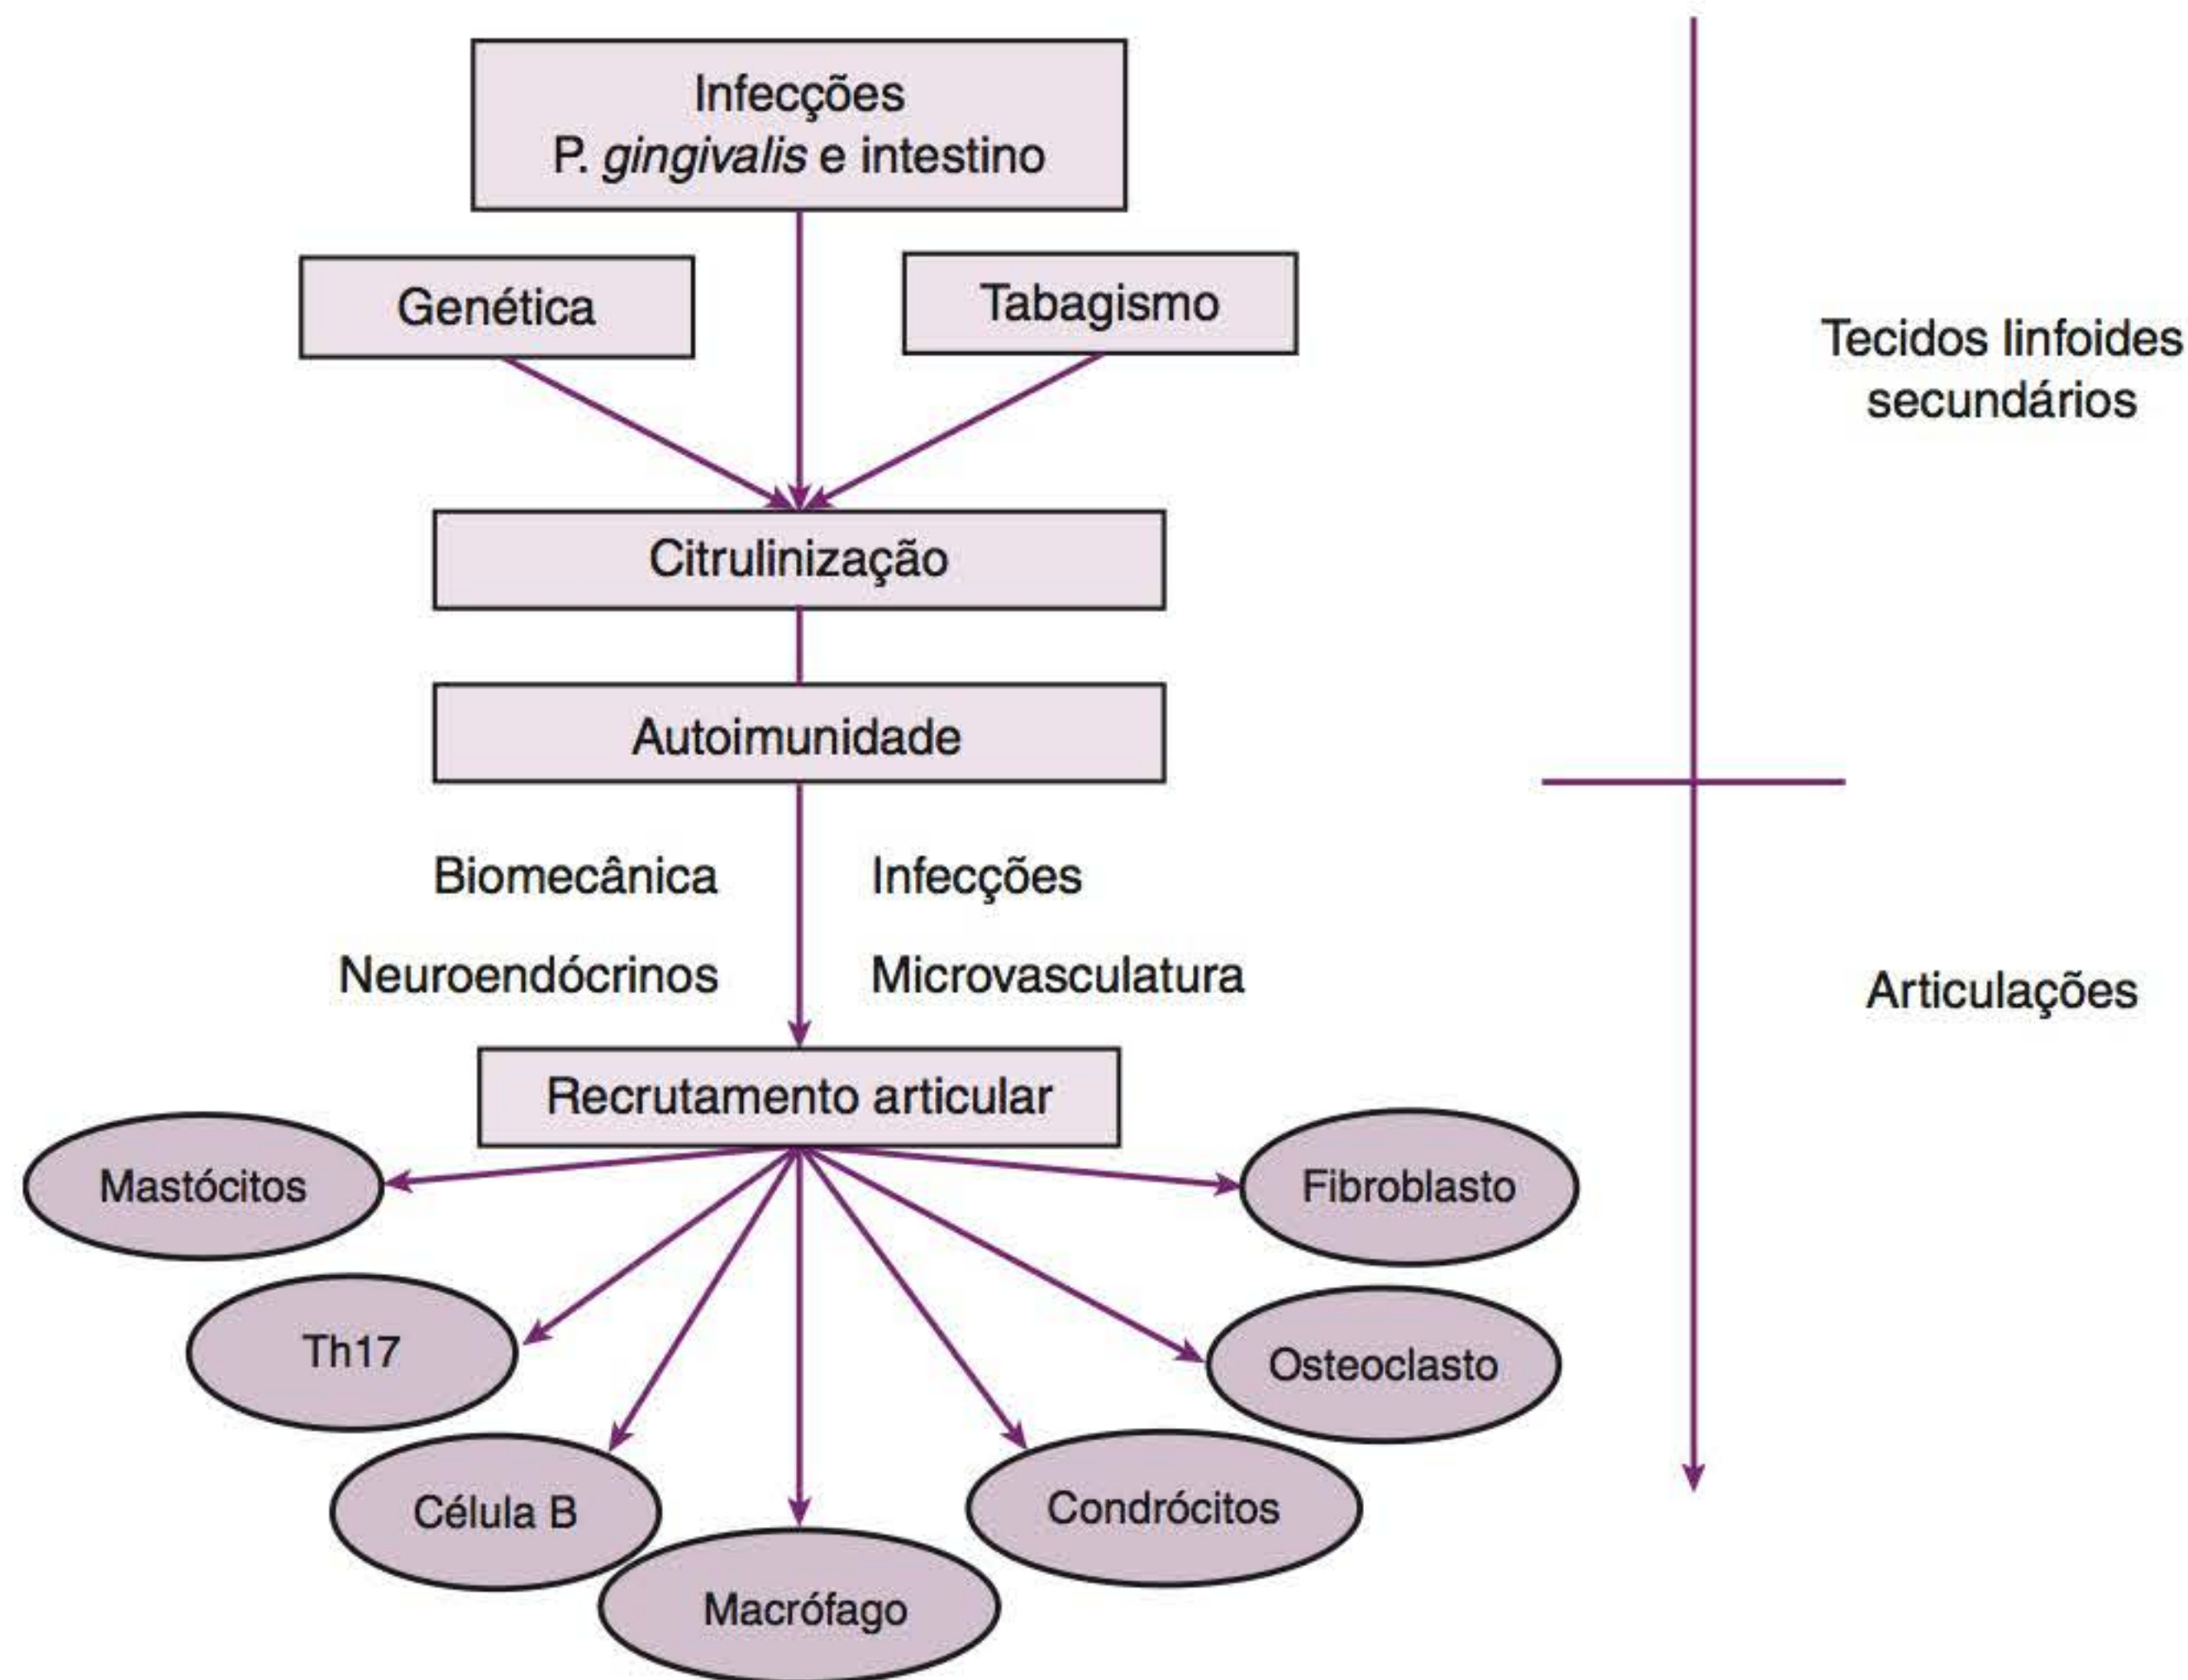 Infecções
P. gingivalis e intestino
Genética
Tabagismo
Tecidos linfoides
secundários
Citrulinização
Autoimunidade
Biomecânica
Infecções
Neuroendócrinos
Microvasculatura
Articulações
Recrutamento articular
Mastócitos
Fibroblasto
Th17
Osteoclasto
Célula B
Condrócitos
Macrófago